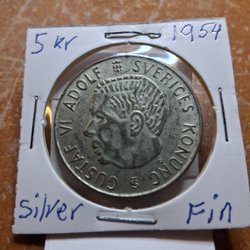 5 kr 1954
GUSTAF VI ADOLF SVERIGES KONUNG
Silver Fin